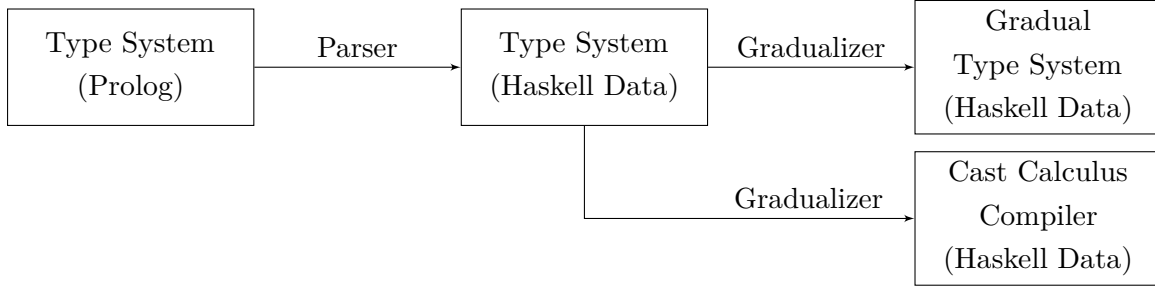 Type System
(Prolog)
Parser
Type System
(Haskell Data)
Gradualizer
Gradual
Type System
(Haskell Data)
Gradualizer
Cast Calculus
Compiler
(Haskell Data)